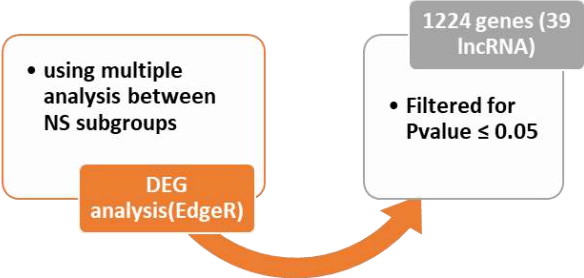 • using multiple
analysis between
NS subgroups
DEG
analysis(EdgeR)
1224 genes (39
lncRNA)
• Filtered for
Pvalue ≤ 0.05